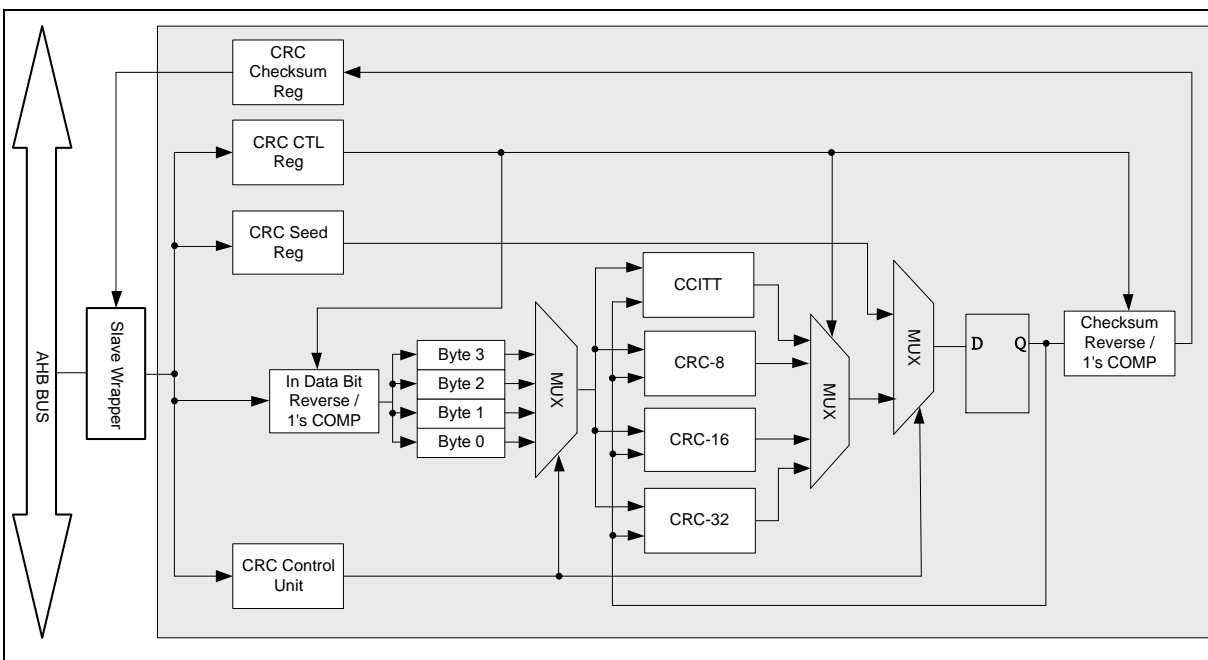 AHB BUS
Slave Wrapper
CRC
Checksum
Reg
CRC CTL
Reg
CRC Seed
Reg
In Data Bit
Reverse /
1's COMP
Byte 3
Byte 2
Byte 1
Byte 0
MUX
CCITT
CRC-8
CRC-16
CRC-32
MUX
MUX
D
Q
Checksum
Reverse /
1's COMP
CRC Control
Unit